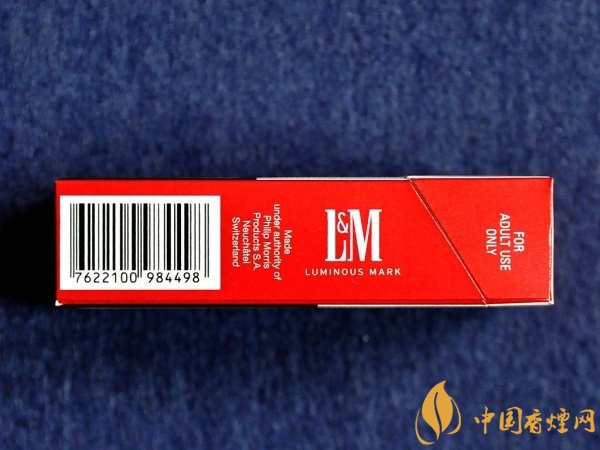 7622100 984498
Made
under authority of
Philip Morris
Products S.A.
Neuchâtel
Switzerland
L&M
LUMINOUS MARK
FOR
ADULT USE
ONLY
中国香烟网